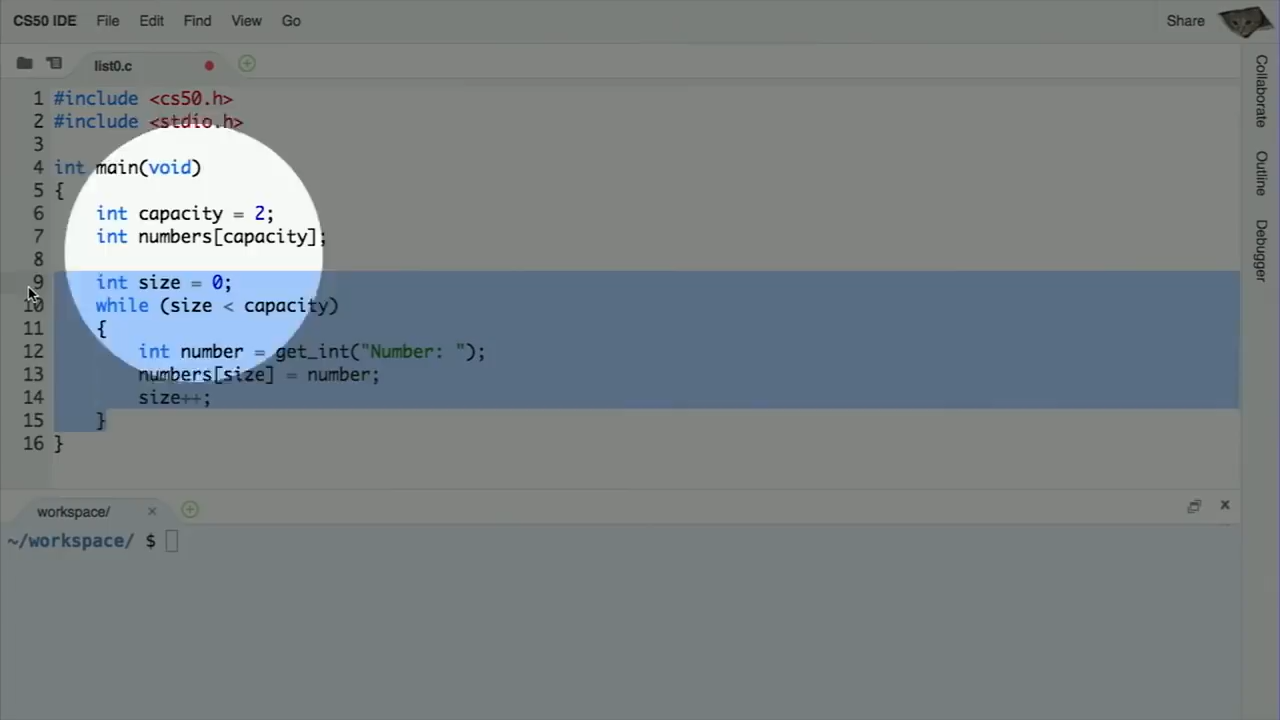 CS50 IDE File Edit Find View Go Share
list0.c
1 #include <cs50.h>
2 #include <stdio.h>
3
4 int main(void)
5 {
6 int capacity = 2;
7 int numbers[capacity];
8
9 int size = 0;
10 while (size < capacity)
11 {
12 int number = get_int("Number: ");
13 numbers[size] = number;
14 size++;
15 }
16 }
Collaborate
Outline
Debugger
workspace/
~/workspace/ $